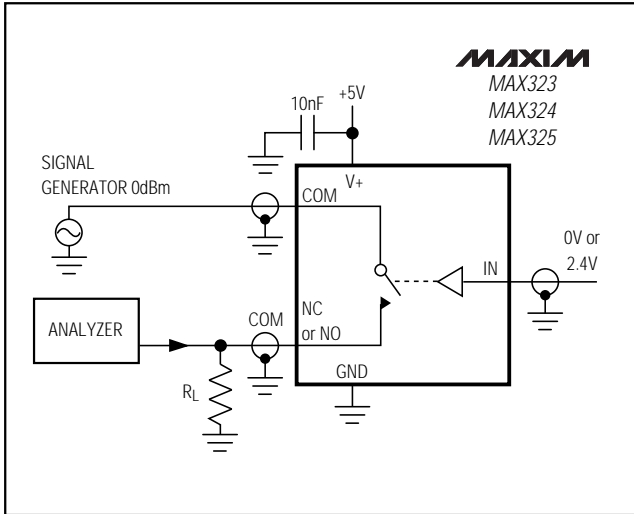 MAXIM
MAX323
MAX324
MAX325
+5V
10nF
SIGNAL
GENERATOR 0dBm
V+
COM
0V or
2.4V
IN
ANALYZER
COM
NC
or NO
GND
RL